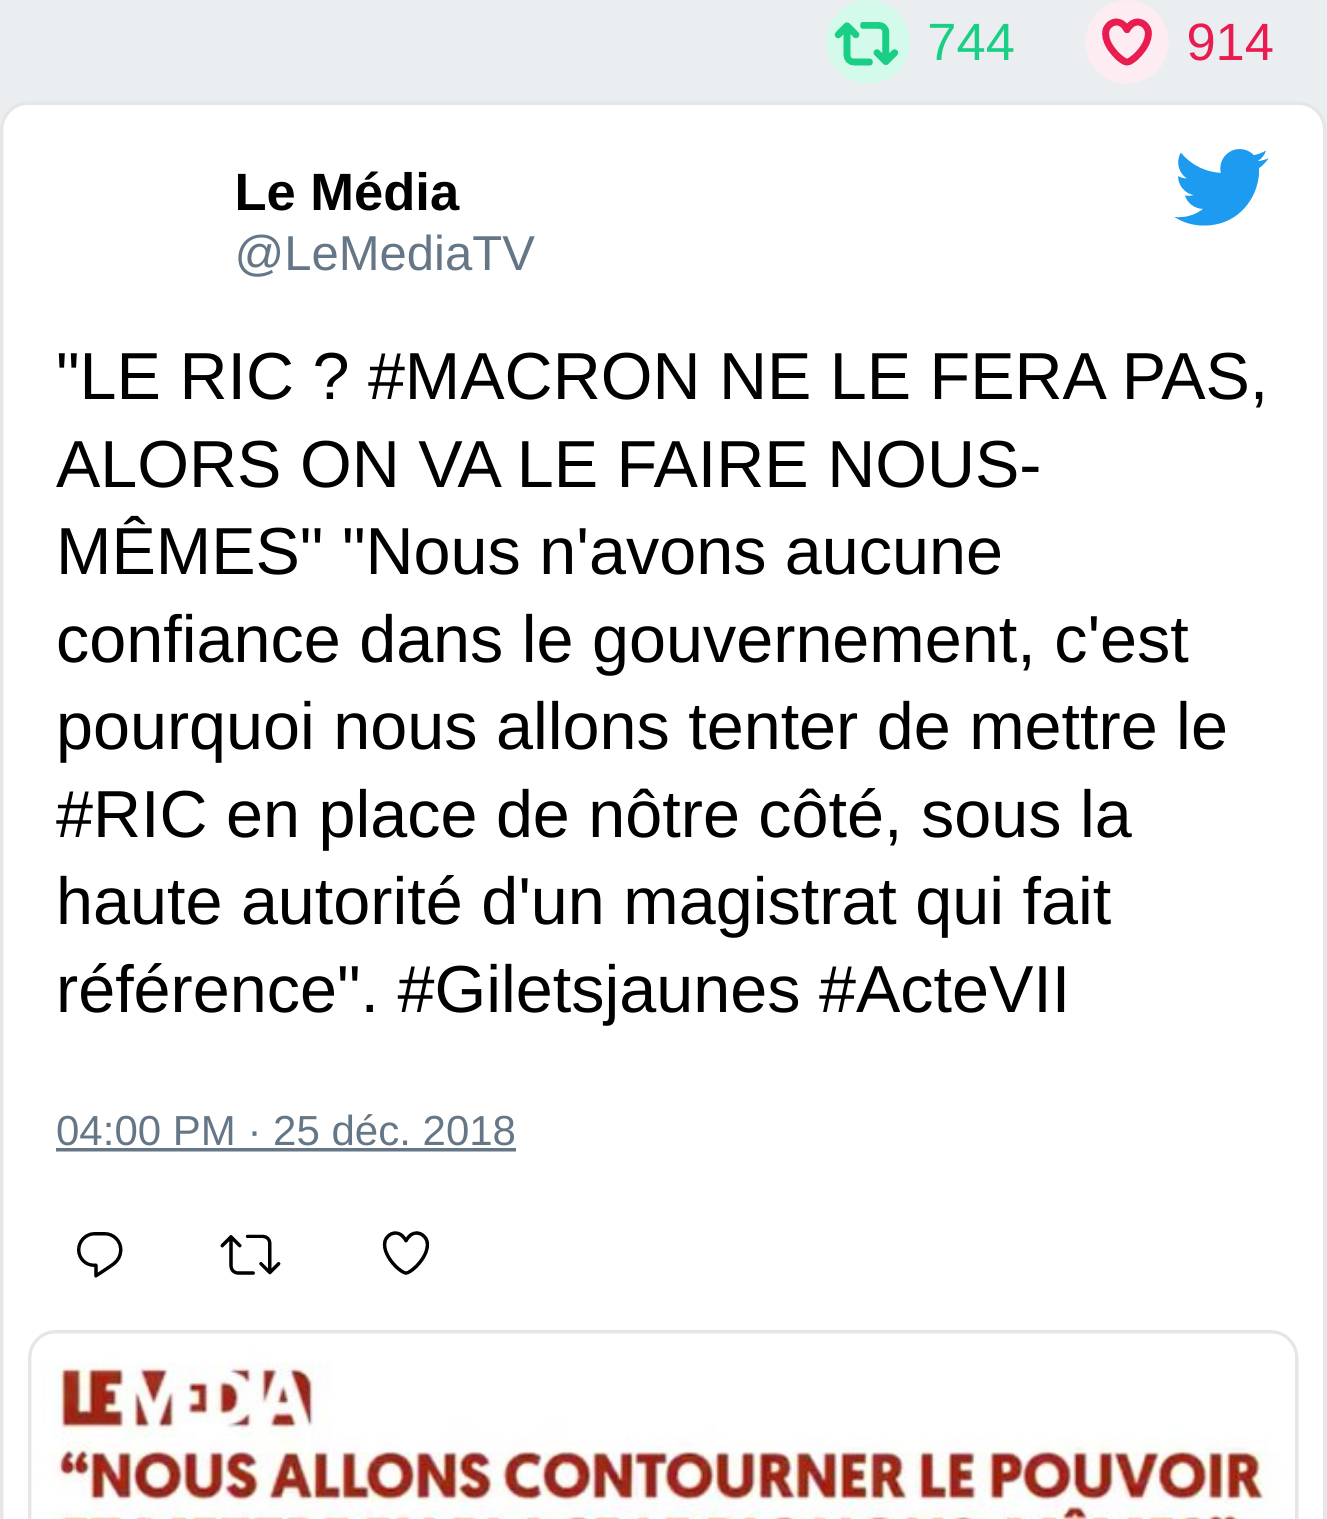 744 914
Le Média
@LeMediaTV
"LE RIC ? #MACRON NE LE FERA PAS,
ALORS ON VA LE FAIRE NOUS-
MÊMES" "Nous n'avons aucune
confiance dans le gouvernement, c'est
pourquoi nous allons tenter de mettre le
#RIC en place de nôtre côté, sous la
haute autorité d'un magistrat qui fait
référence". #Giletsjaunes #ActeVII
04:00 PM · 25 déc. 2018
LE MEDIA
“NOUS ALLONS CONTOURNER LE POUVOIR